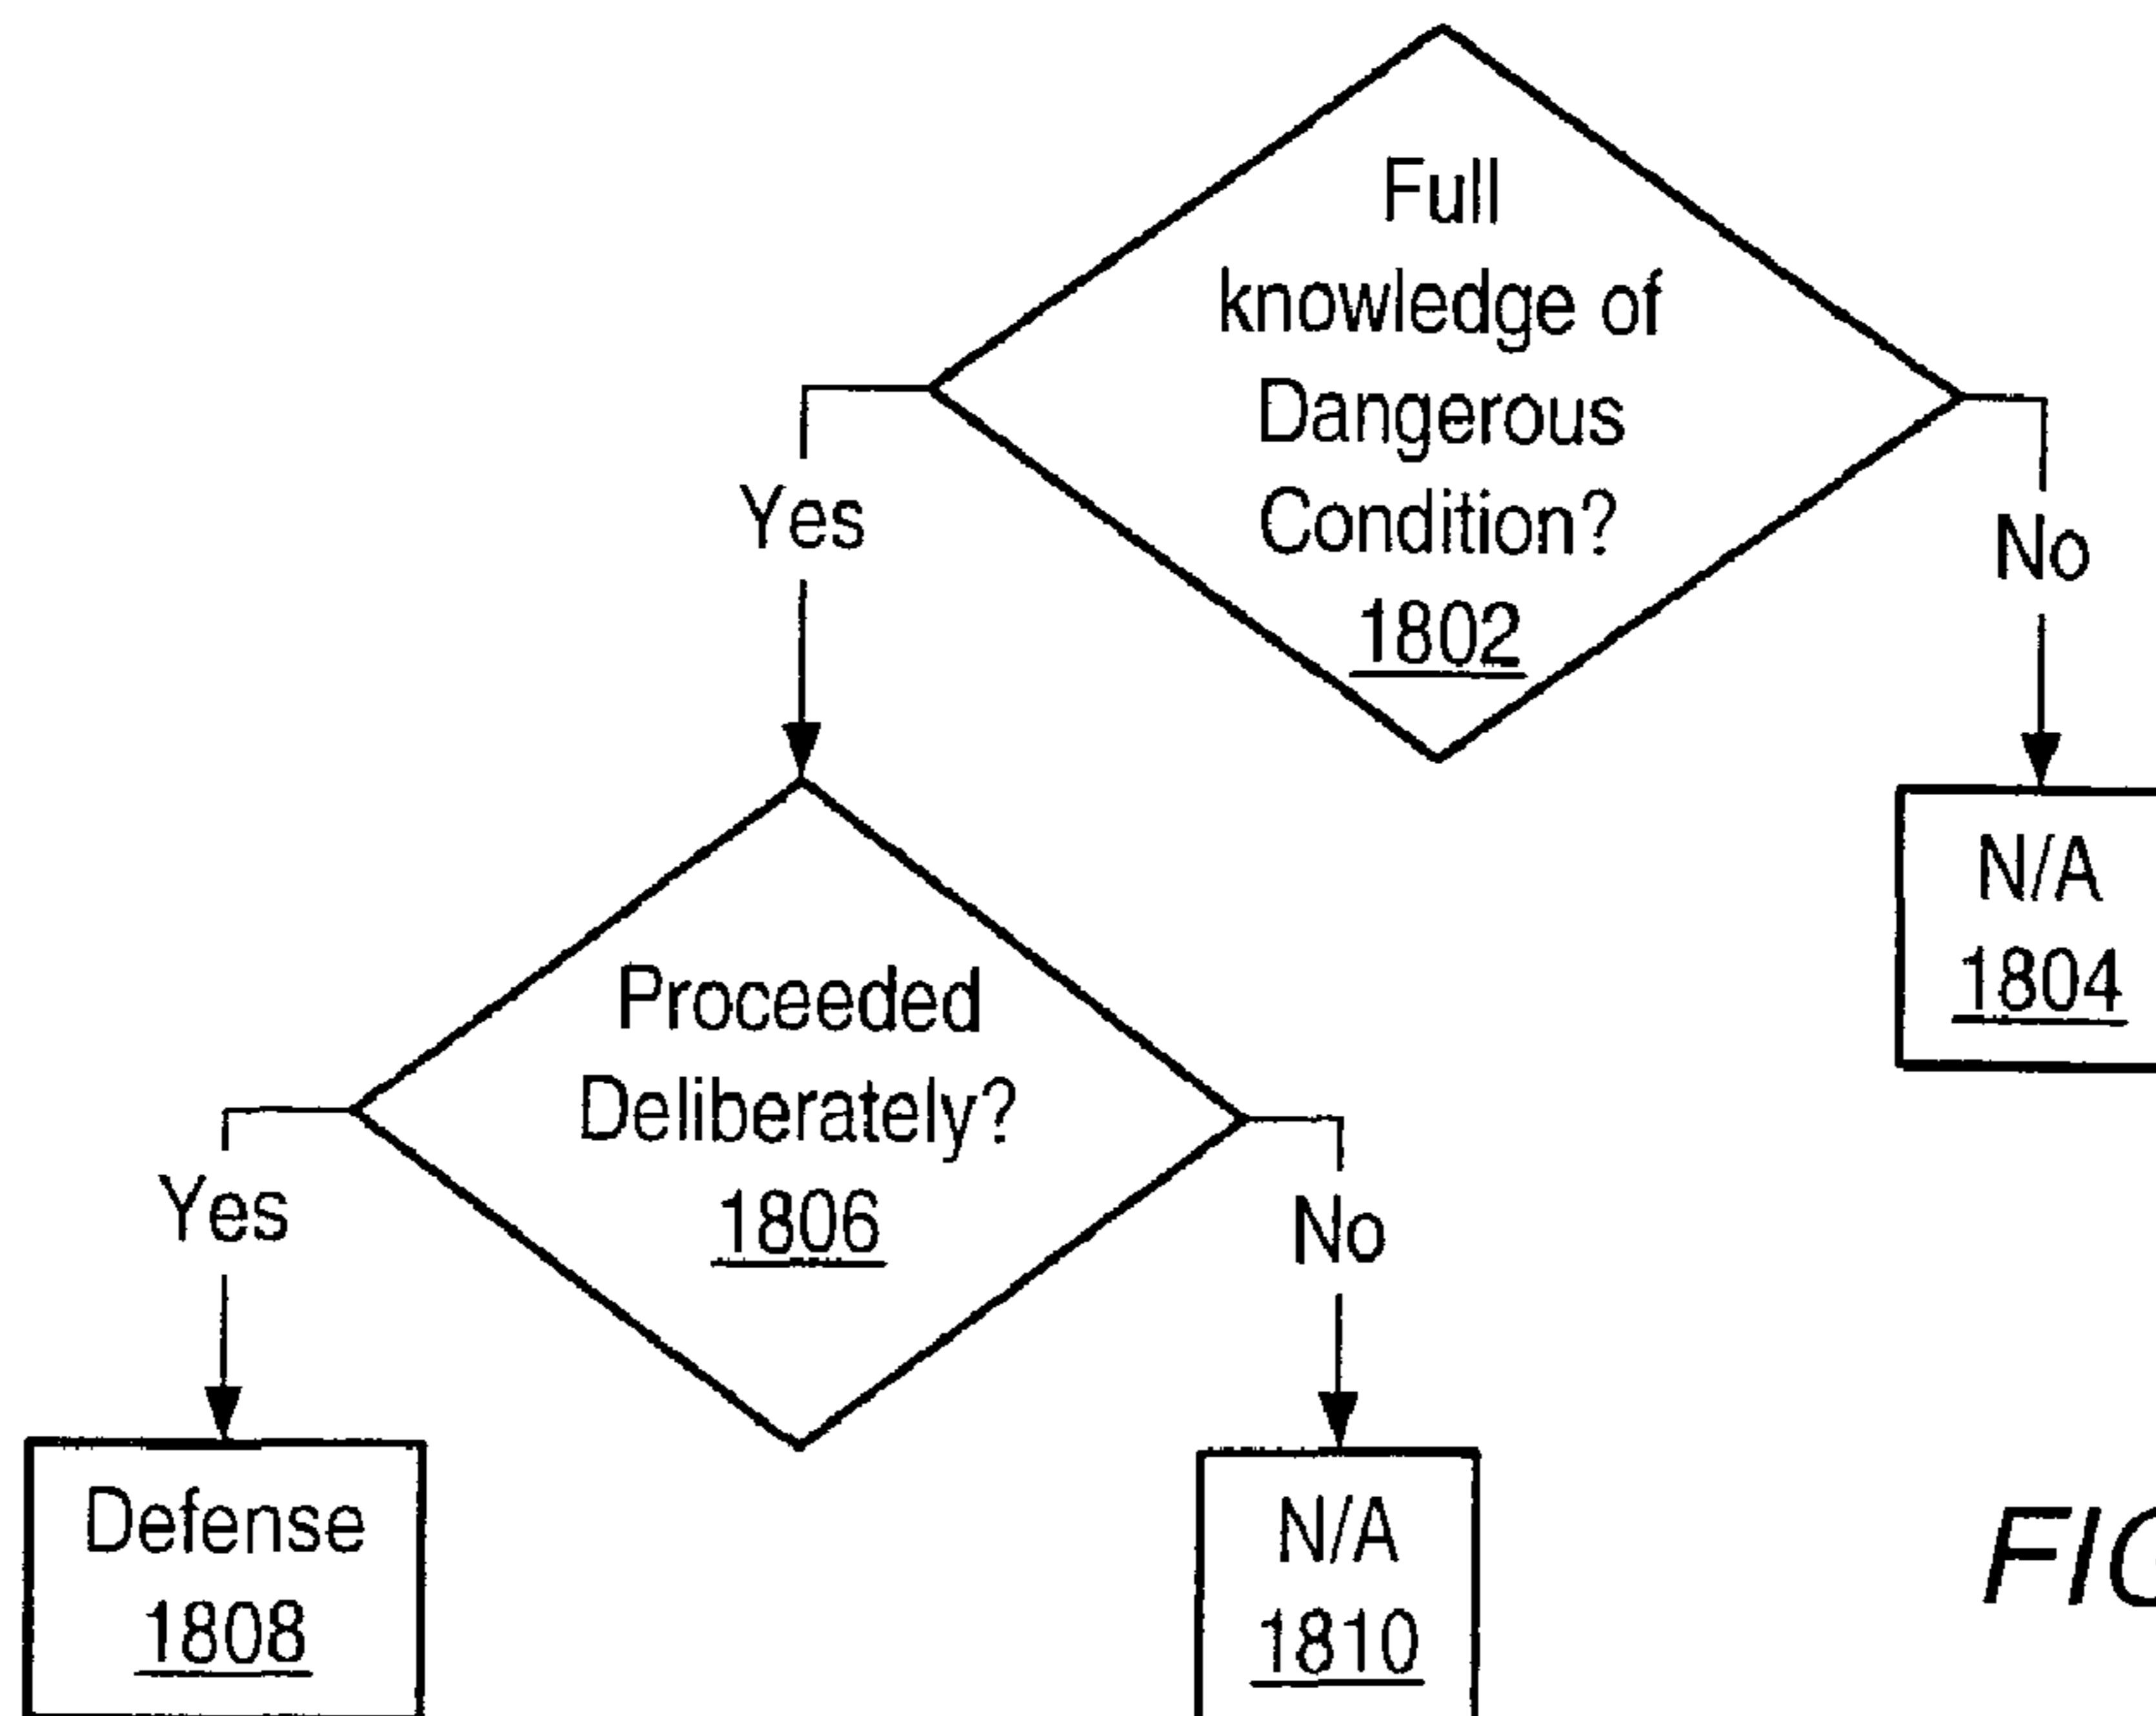 Full
knowledge of
Dangerous
Condition?
1802
Yes
No
N/A
1804
Proceeded
Deliberately?
1806
Yes
No
Defense
1808
N/A
1810